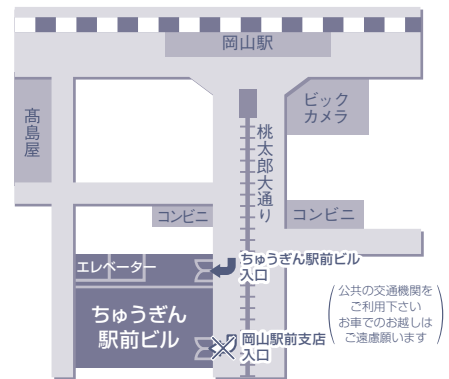 岡山駅
ビック
カメラ
髙島屋
桃太郎大通り
コンビニ
コンビニ
エレベーター
ちゅうぎん駅前ビル
入口
ちゅうぎん
駅前ビル
岡山駅前支店
入口
公共の交通機関を
ご利用下さい
お車でのお越しは
ご遠慮願います